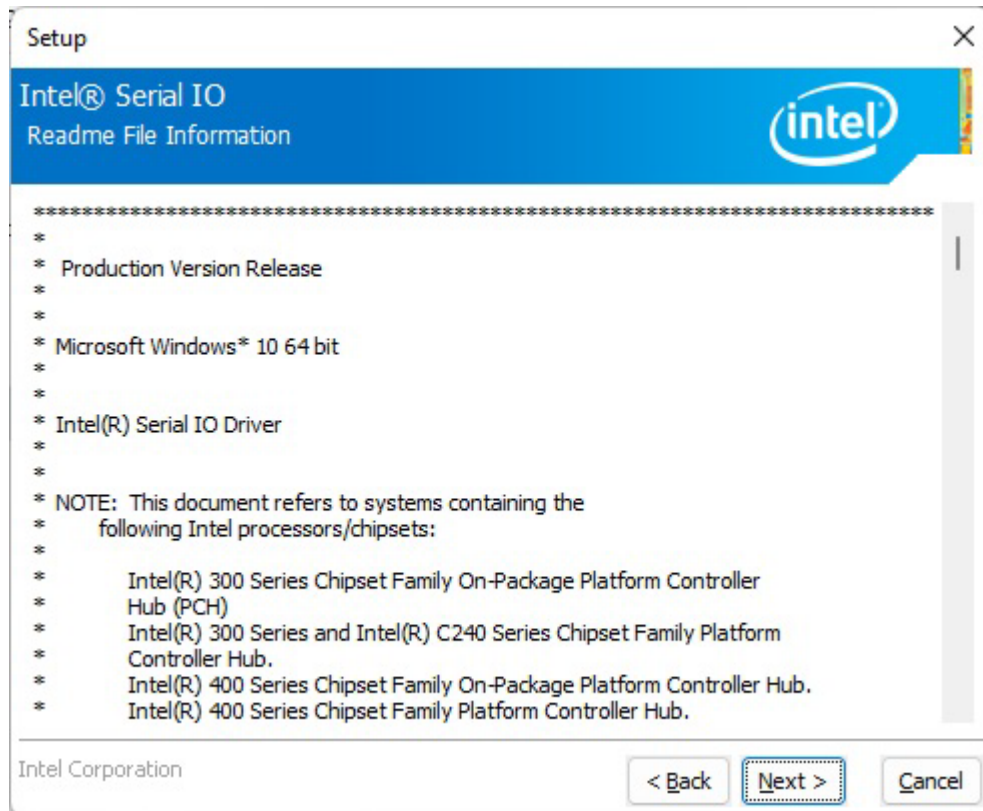 Setup
Intel® Serial IO
Readme File Information
intel
***************************************************************************
*
* Production Version Release
*
*
* Microsoft Windows* 10 64 bit
*
*
* Intel(R) Serial IO Driver
*
*
* NOTE: This document refers to systems containing the
* following Intel processors/chipsets:
*
* Intel(R) 300 Series Chipset Family On-Package Platform Controller
* Hub (PCH)
* Intel(R) 300 Series and Intel(R) C240 Series Chipset Family Platform
* Controller Hub.
* Intel(R) 400 Series Chipset Family On-Package Platform Controller Hub.
* Intel(R) 400 Series Chipset Family Platform Controller Hub.
Intel Corporation
< Back
Next >
Cancel